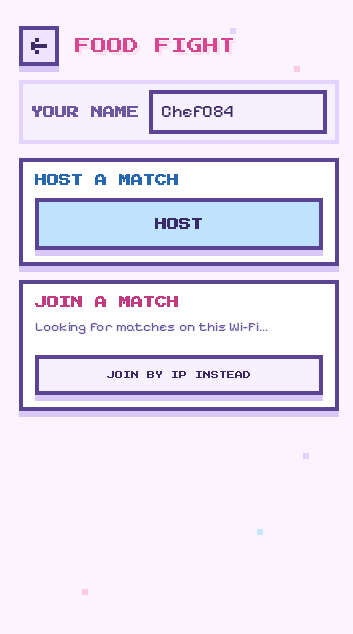 FOOD FIGHT
YOUR NAME
Chef084
HOST A MATCH
HOST
JOIN A MATCH
Looking for matches on this Wi-Fi...
JOIN BY IP INSTEAD